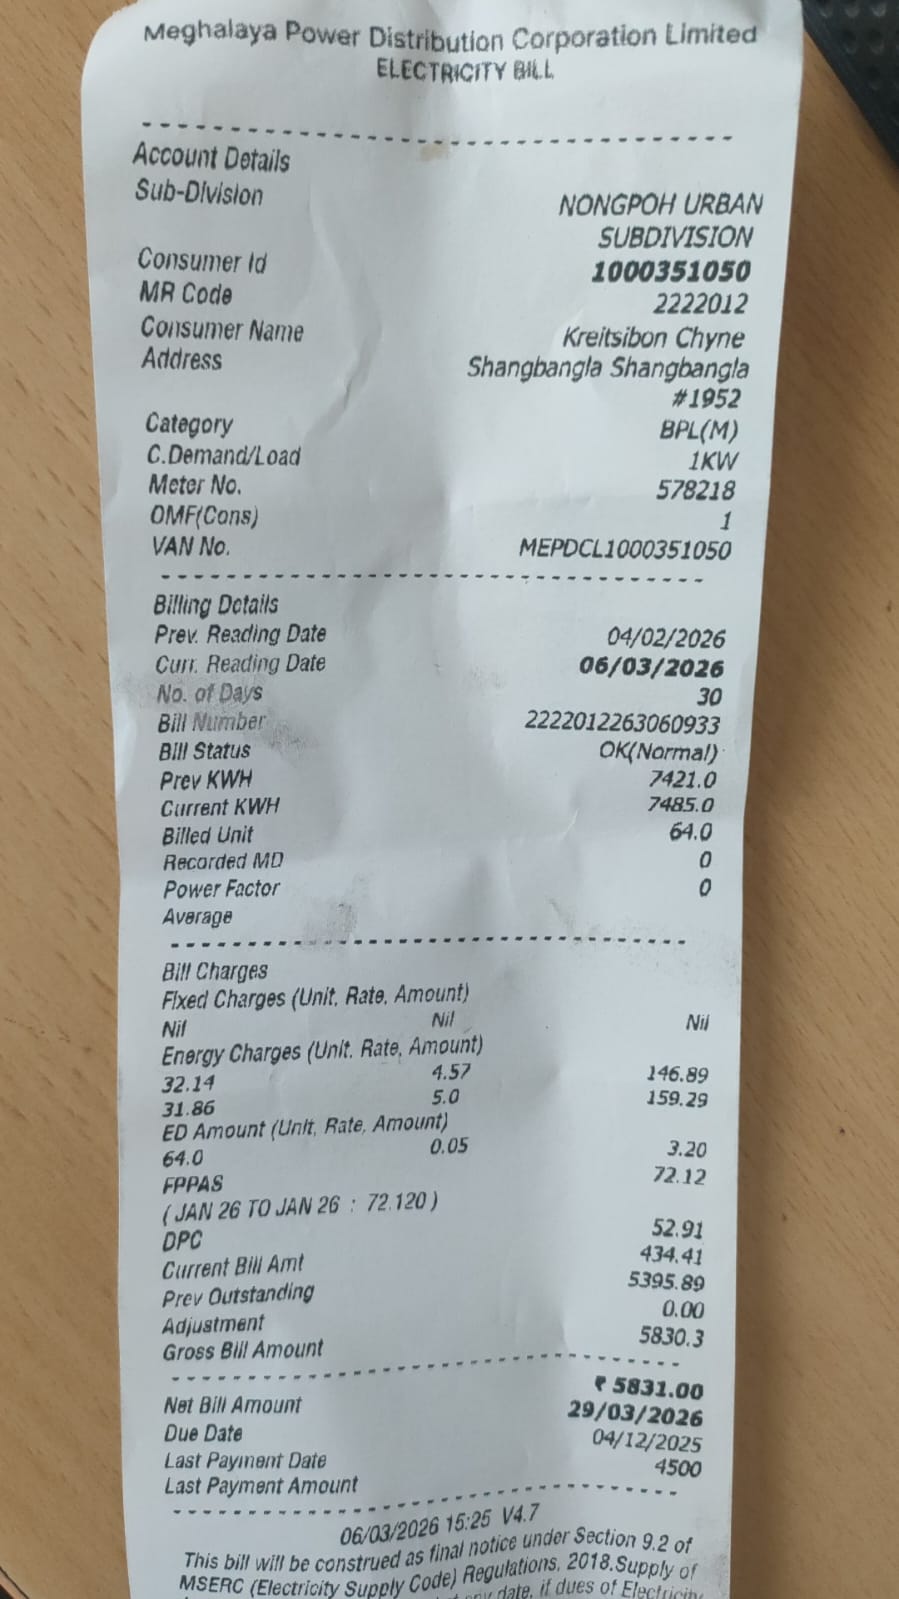 Meghalaya Power Distribution Corporation Limited
ELECTRICITY BILL
Account Details
Sub-Division NONGPOH URBAN
SUBDIVISION
Consumer Id 1000351050
MR Code 2222012
Consumer Name Kreitsibon Chyne
Address Shangbangla Shangbangla
#1952
Category BPL(M)
C.Demand/Load 1KW
Meter No. 578218
OMF(Cons) 1
VAN No. MEPDCL1000351050
Billing Details
Prev. Reading Date 04/02/2026
Curr. Reading Date 06/03/2026
No. of Days 30
Bill Number 2222012263060933
Bill Status OK(Normal)
Prev KWH 7421.0
Current KWH 7485.0
Billed Unit 64.0
Recorded MD 0
Power Factor 0
Average
Bill Charges
Fixed Charges (Unit, Rate, Amount)
Nil Nil Nil
Energy Charges (Unit, Rate, Amount)
32.14 4.57 146.89
31.86 5.0 159.29
ED Amount (Unit, Rate, Amount)
64.0 0.05 3.20
FPPAS 72.12
( JAN 26 TO JAN 26 : 72.120 )
DPC 52.91
Current Bill Amt 434.41
Prev Outstanding 5395.89
Adjustment 0.00
Gross Bill Amount 5830.3
Net Bill Amount ₹ 5831.00
Due Date 29/03/2026
Last Payment Date 04/12/2025
Last Payment Amount 4500
06/03/2026 15:25 V4.7
This bill will be construed as final notice under Section 9.2 of
MSERC (Electricity Supply Code) Regulations, 2018.Supply of
date, if dues of Electricity